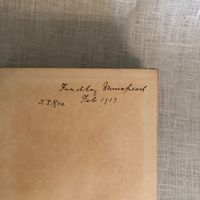 Findlay Muirhead
J.T. Rea Feb 1913